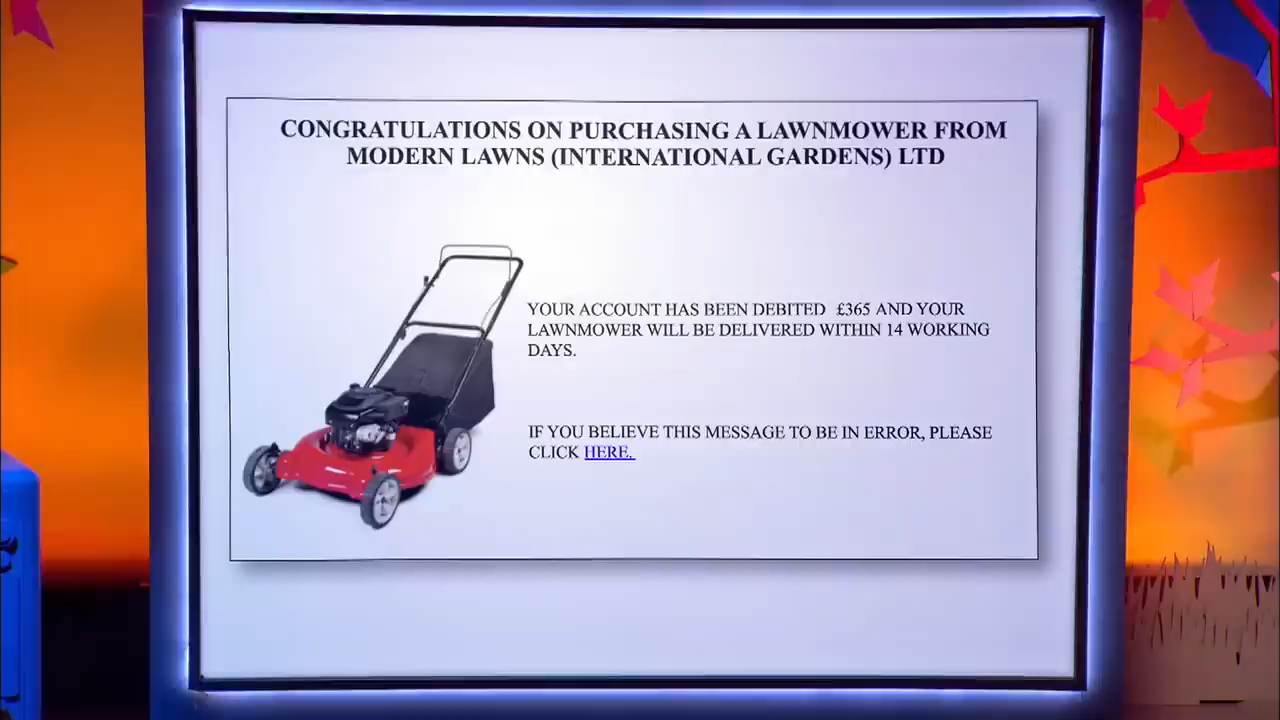 CONGRATULATIONS ON PURCHASING A LAWNMOWER FROM
MODERN LAWNS (INTERNATIONAL GARDENS) LTD
YOUR ACCOUNT HAS BEEN DEBITED £365 AND YOUR
LAWNMOWER WILL BE DELIVERED WITHIN 14 WORKING
DAYS.
IF YOU BELIEVE THIS MESSAGE TO BE IN ERROR, PLEASE
CLICK HERE.